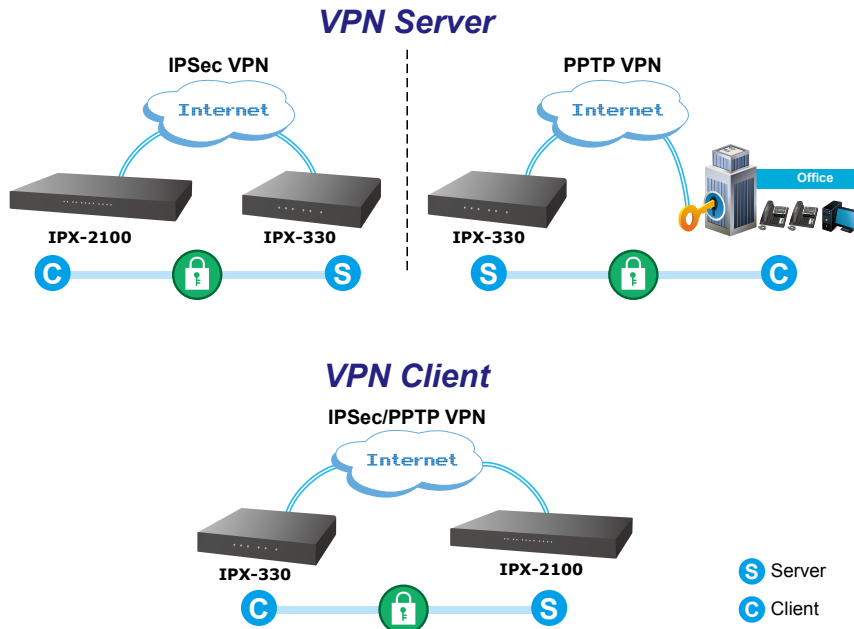 VPN Server
IPSec VPN
Internet
IPX-2100
IPX-330
C
S
PPTP VPN
Internet
Office
IPX-330
S
C
VPN Client
IPSec/PPTP VPN
Internet
IPX-330
IPX-2100
C
S
S Server
C Client